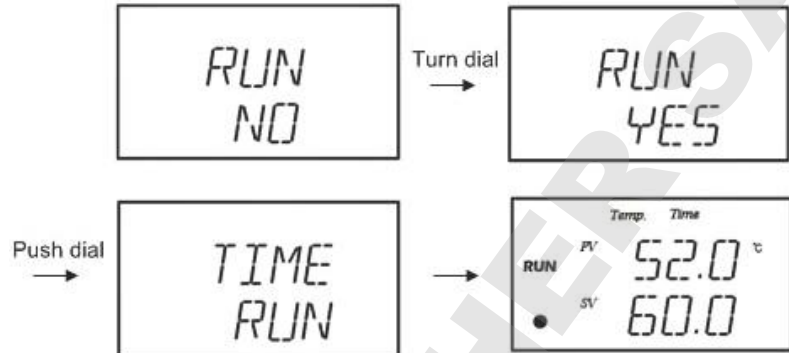 RUN
NO
Turn dial
RUN
YES
Push dial
TIME
RUN
Temp. Time
RUN PV 52.0 ℃
SV 60.0